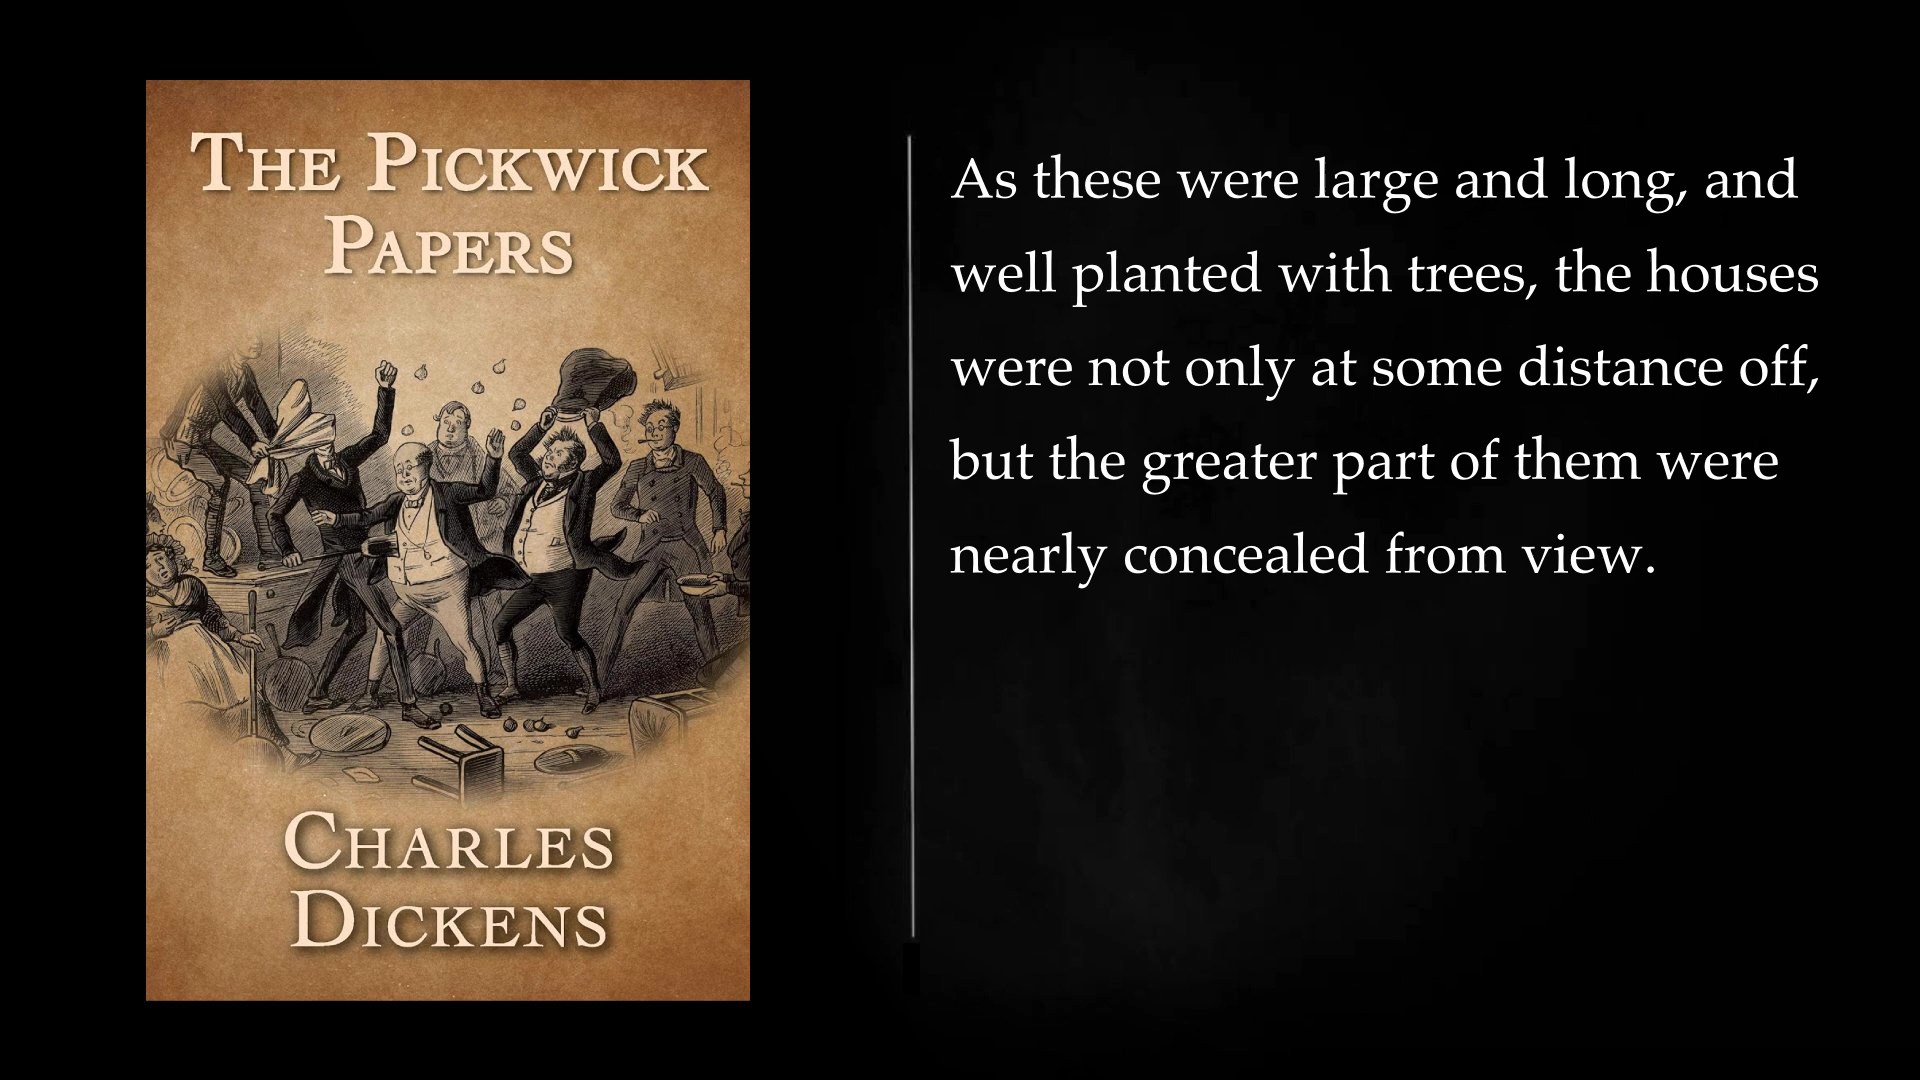 THE PICKWICK
PAPERS
CHARLES
DICKENS
As these were large and long, and
well planted with trees, the houses
were not only at some distance off,
but the greater part of them were
nearly concealed from view.